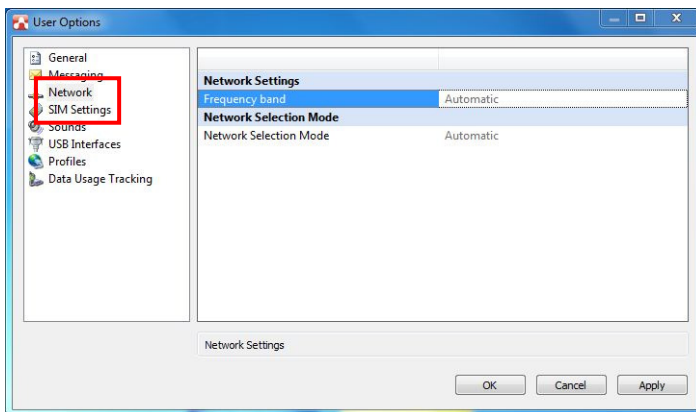 User Options
General
Messaging
Network
SIM Settings
Sounds
USB Interfaces
Profiles
Data Usage Tracking
Network Settings
Frequency band Automatic
Network Selection Mode
Network Selection Mode Automatic
Network Settings
OK Cancel Apply